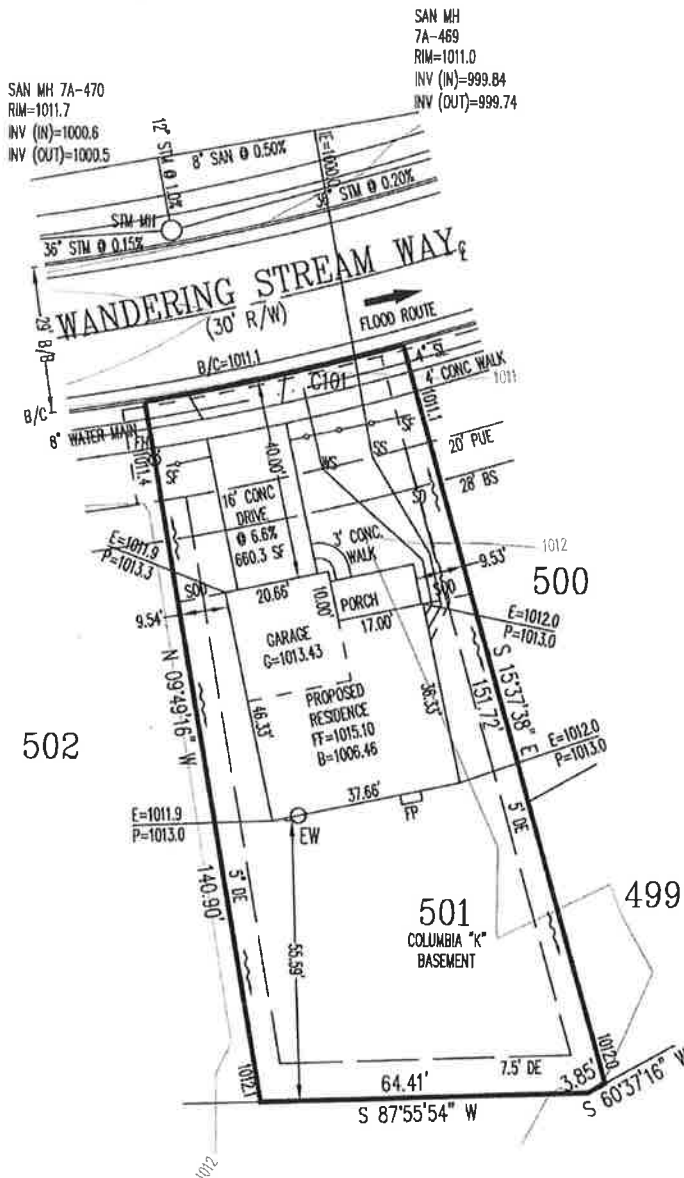 SAN MH
7A-469
RIM=1011.0
INV (IN)=999.84
INV (OUT)=999.74
SAN MH 7A-470
RIM=1011.7
INV (IN)=1000.6
INV (OUT)=1000.5
12" STM @ 1.0%
8" SAN @ 0.50%
36" STM @ 0.20%
STM MH
36" STM @ 0.15%
WANDERING STREAM WAY
(30' R/W)
FLOOD ROUTE
29' B/B
B/C=1011.1
B/C
C101
4" SL
4' CONC WALK
1011
1011.1
8" WATER MAIN
FH
1011.4
SF
SF
20' PUE
28' BS
40.00'
WS
SS
SD
16' CONC
DRIVE
@ 6.6%
660.3 SF
3' CONC.
WALK
1012
E=1011.9
P=1013.3
SOD
9.53'
500
9.54'
20.66'
10.00'
PORCH
17.00'
SOD
E=1012.0
P=1013.0
GARAGE
G=1013.43
PROPOSED
RESIDENCE
FF=1015.10
B=1006.46
46.33'
36.33'
N 09°49'16" W
S 15°37'38" E
151.72'
502
E=1012.0
P=1013.0
37.66'
FP
E=1011.9
P=1013.0
EW
140.90'
5' DE
5' DE
55.59'
501
COLUMBIA "K"
BASEMENT
499
7.5' DE
1012.0
1012.1
64.41'
3.85'
S 87°55'54" W
S 60°37'16" W
1012